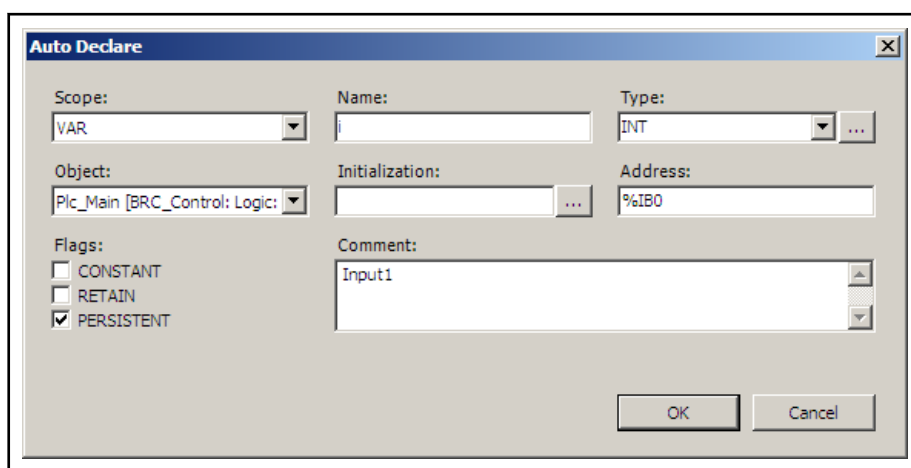 Auto Declare
Scope: Name: Type:
VAR i INT ...
Object: Initialization: Address:
Plc_Main [BRC_Control: Logic: ... %IB0
Flags: Comment:
CONSTANT Input1
RETAIN
PERSISTENT
OK Cancel